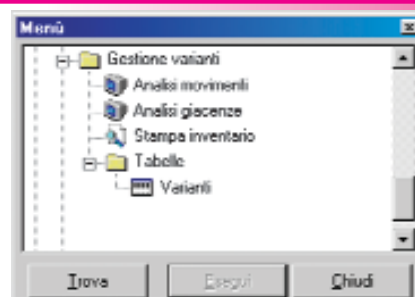 Menù
Gestione varianti
Analisi movimenti
Analisi giacenze
Stampa inventario
Tabelle
Varianti
Trova
Esegui
Chiudi